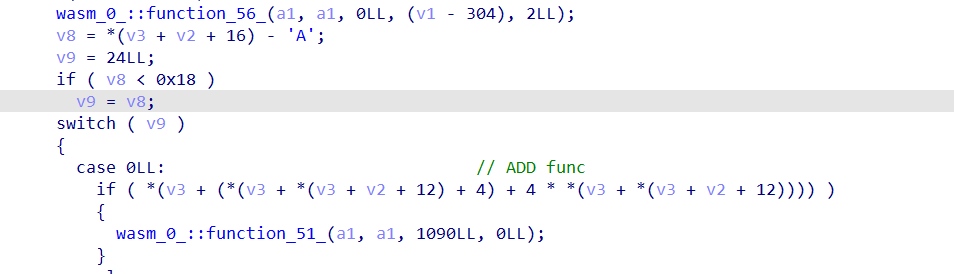 wasm_0_::function_56_(a1, a1, 0LL, (v1 - 304), 2LL);
v8 = *(v3 + v2 + 16) - 'A';
v9 = 24LL;
if ( v8 < 0x18 )
  v9 = v8;
switch ( v9 )
{
  case 0LL:                               // ADD func
    if ( *(v3 + (*(v3 + *(v3 + v2 + 12) + 4) + 4 * *(v3 + *(v3 + v2 + 12)))) )
    {
      wasm_0_::function_51_(a1, a1, 1090LL, 0LL);
    }